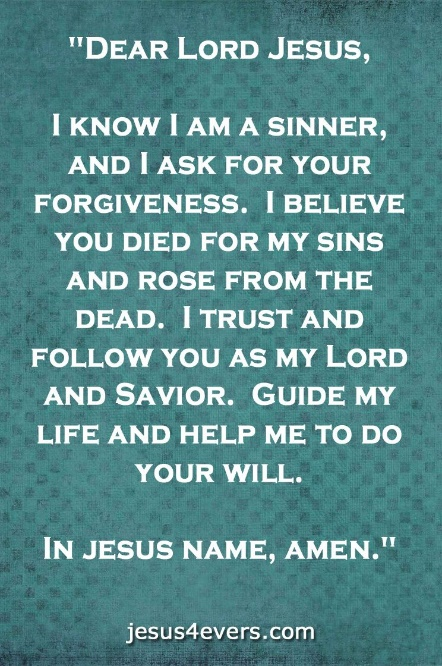 "Dear Lord Jesus,
I know I am a sinner,
and I ask for your
forgiveness.  I believe
you died for my sins
and rose from the
dead.  I trust and
follow you as my Lord
and Savior.  Guide my
life and help me to do
your will.
In Jesus name, amen."
jesus4evers.com